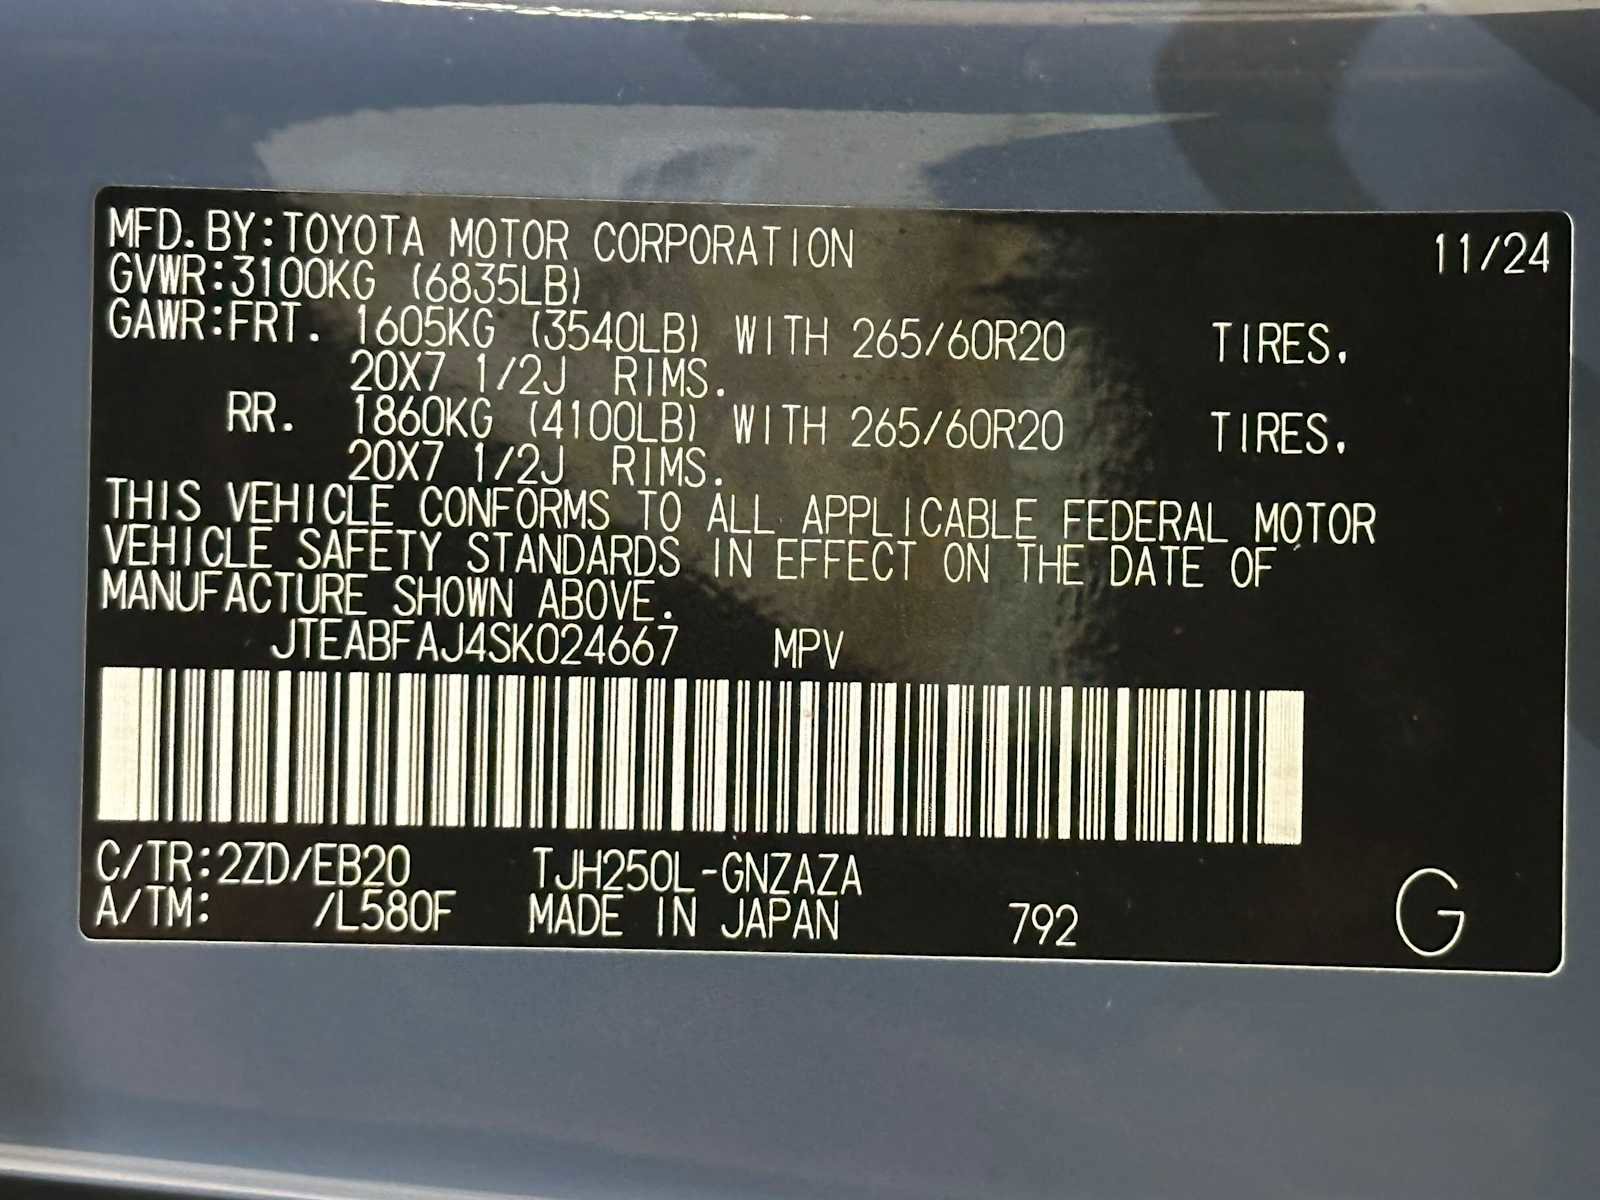 MFD. BY: TOYOTA MOTOR CORPORATION 11/24
GVWR: 3100KG (6835LB)
GAWR: FRT. 1605KG (3540LB) WITH 265/60R20 TIRES.
20X7 1/2J RIMS.
RR. 1860KG (4100LB) WITH 265/60R20 TIRES.
20X7 1/2J RIMS.
THIS VEHICLE CONFORMS TO ALL APPLICABLE FEDERAL MOTOR
VEHICLE SAFETY STANDARDS IN EFFECT ON THE DATE OF
MANUFACTURE SHOWN ABOVE.
JTEABFAJ4SK024667 MPV
C/TR: 2ZD/EB20 TJH250L-GNZAZA
A/TM: /L580F MADE IN JAPAN 792 G